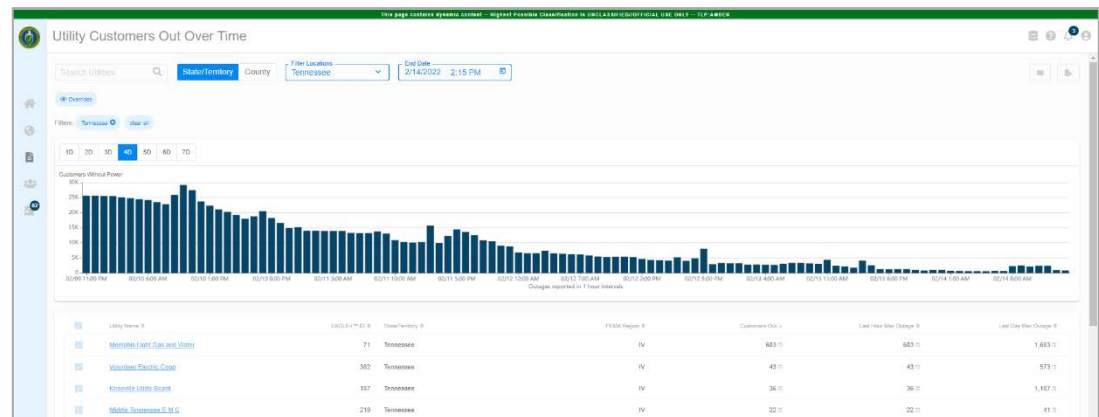 This page contains dynamic content -- Highest Possible Classification is UNCLASSIFIED//OFFICIAL USE ONLY -- TLP:AMBER
Utility Customers Out Over Time
3
Search Utilities
State/Territory County
Filter Locations
Tennessee
End Date
2/14/2022 2:15 PM
Overrides
Filters: Tennessee clear all
1D 2D 3D 4D 5D 6D 7D
Customers Without Power
30K
25K
20K
15K
10K
5K
0
02/09 11:00 PM 02/10 6:00 AM 02/10 1:00 PM 02/10 8:00 PM 02/11 3:00 AM 02/11 10:00 AM 02/11 5:00 PM 02/12 12:00 AM 02/12 7:00 AM 02/12 2:00 PM 02/12 9:00 PM 02/13 4:00 AM 02/13 11:00 AM 02/13 6:00 PM 02/14 1:00 AM 02/14 8:00 AM
Outages reported in 1 hour intervals
Utility Name EAGLE-I™ ID State/Territory FEMA Region Customers Out Last Hour Max Outage Last Day Max Outage
Memphis Light Gas and Water 71 Tennessee IV 683 683 1,683
Volunteer Electric Coop 382 Tennessee IV 43 43 573
Knoxville Utility Board 187 Tennessee IV 36 36 1,187
Middle Tennessee E M C 210 Tennessee IV 22 22 41